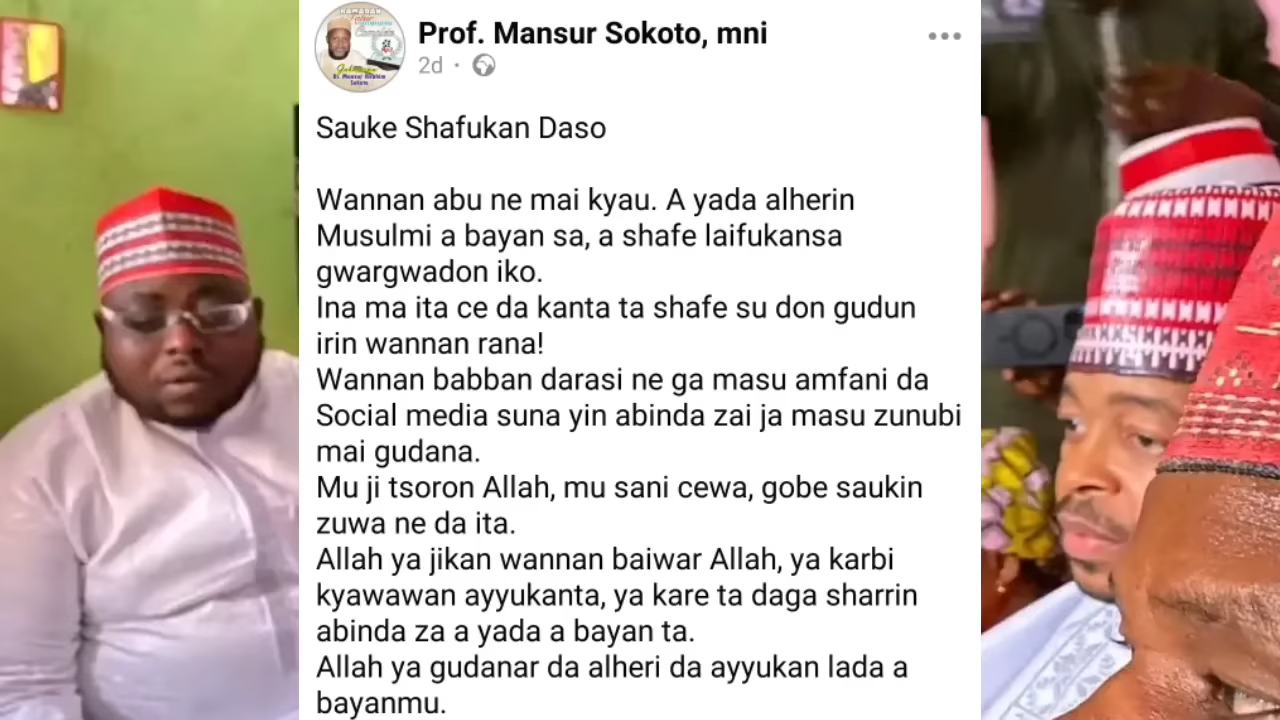 Prof. Mansur Sokoto, mni
2d
Sauke Shafukan Daso
Wannan abu ne mai kyau. A yada alherin
Musulmi a bayan sa, a shafe laifukansa
gwargwadon iko.
Ina ma ita ce da kanta ta shafe su don gudun
irin wannan rana!
Wannan babban darasi ne ga masu amfani da
Social media suna yin abinda zai ja masu zunubi
mai gudana.
Mu ji tsoron Allah, mu sani cewa, gobe saukin
zuwa ne da ita.
Allah ya jikan wannan baiwar Allah, ya karbi
kyawawan ayyukanta, ya kare ta daga sharrin
abinda za a yada a bayan ta.
Allah ya gudanar da alheri da ayyukan lada a
bayanmu.